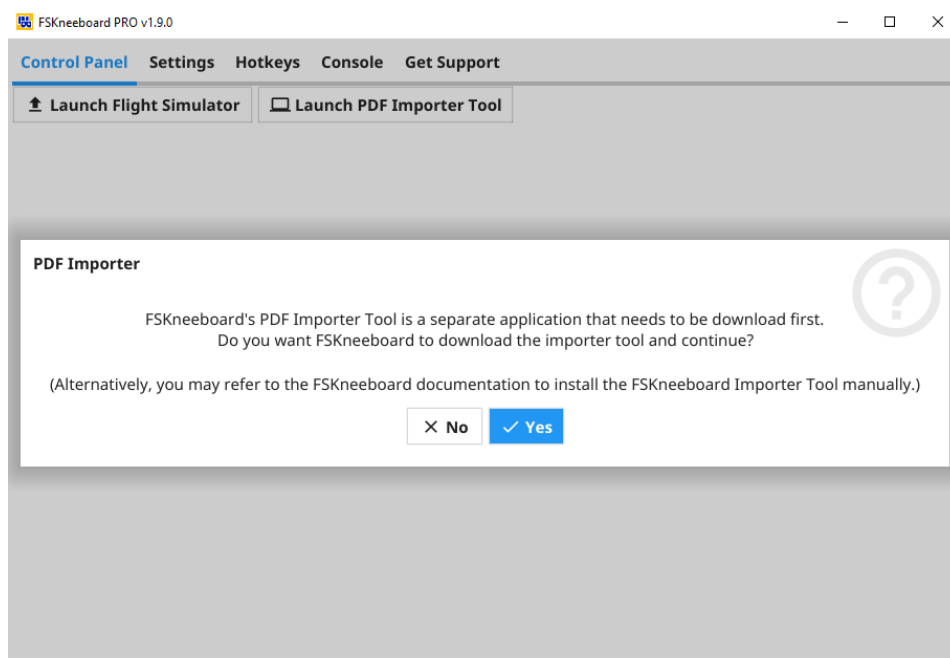 FSKneeboard PRO v1.9.0
Control Panel Settings Hotkeys Console Get Support
Launch Flight Simulator Launch PDF Importer Tool
PDF Importer
FSKneeboard's PDF Importer Tool is a separate application that needs to be download first.
Do you want FSKneeboard to download the importer tool and continue?
(Alternatively, you may refer to the FSKneeboard documentation to install the FSKneeboard Importer Tool manually.)
No Yes